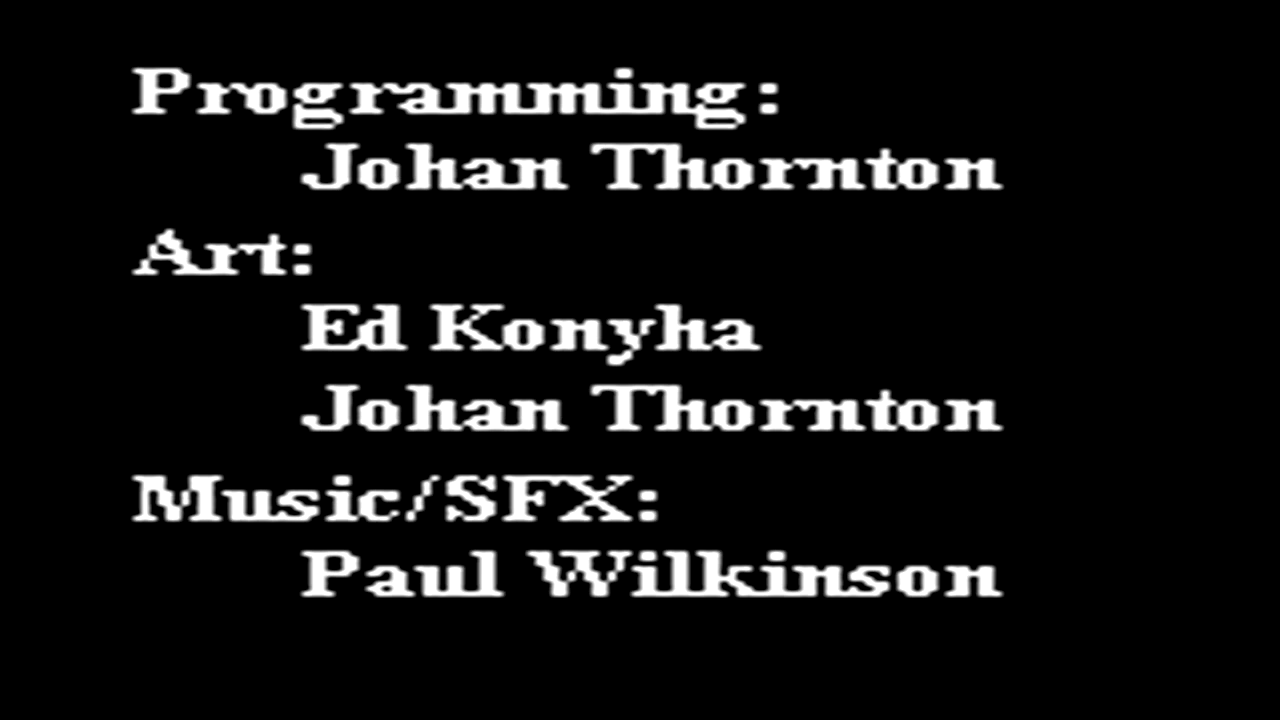 Programming:
Johan Thornton
Art:
Ed Konyha
Johan Thornton
Music/SFX:
Paul Wilkinson